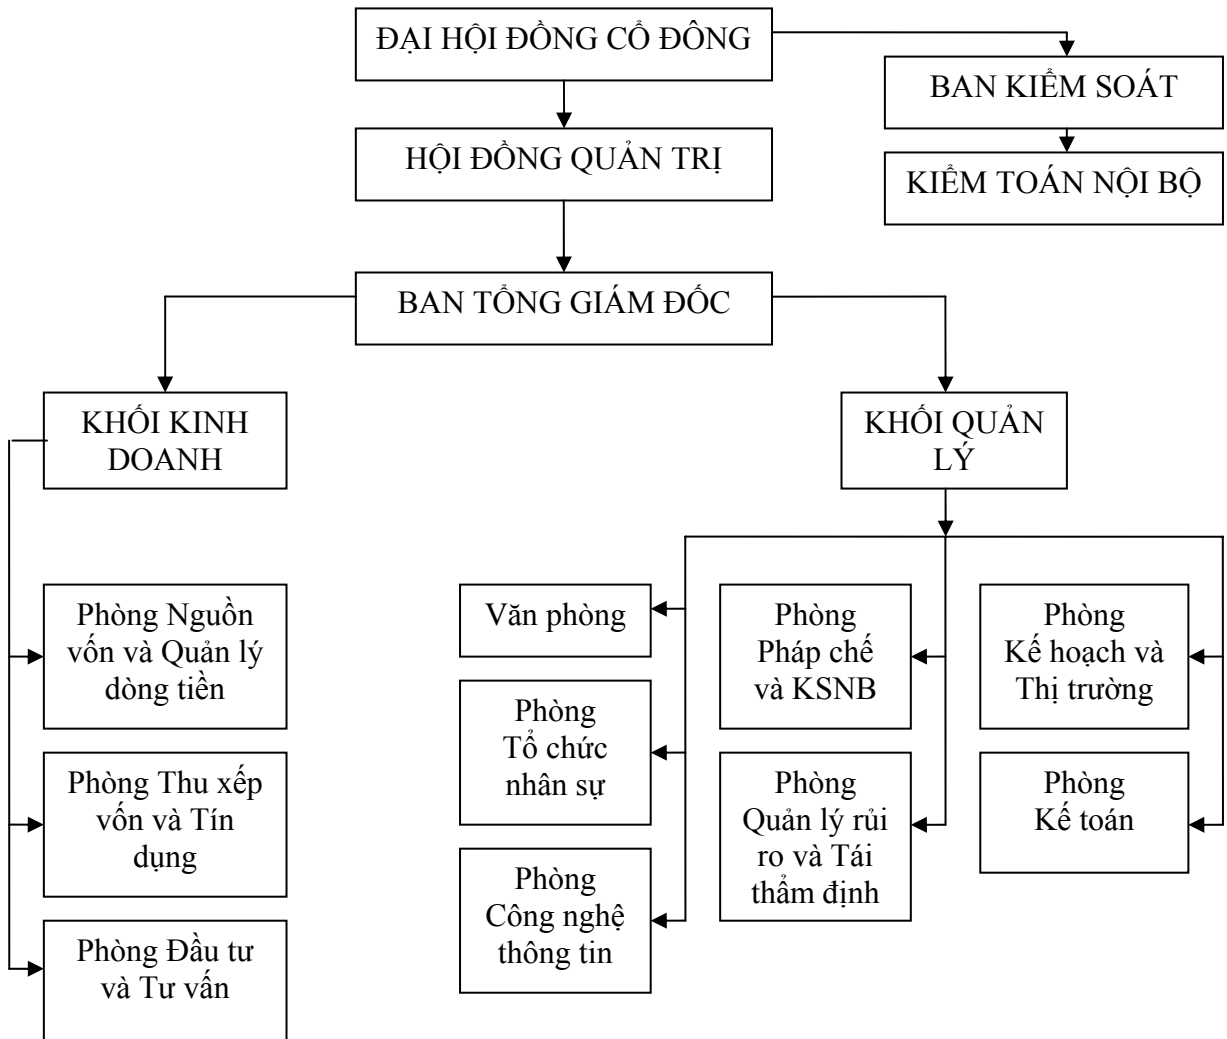 ĐẠI HỘI ĐỒNG CỔ ĐÔNG
BAN KIỂM SOÁT
HỘI ĐỒNG QUẢN TRỊ
KIỂM TOÁN NỘI BỘ
BAN TỔNG GIÁM ĐỐC
KHỐI KINH
DOANH
KHỐI QUẢN
LÝ
Phòng Nguồn
vốn và Quản lý
dòng tiền
Phòng Thu xếp
vốn và Tín
dụng
Phòng Đầu tư
và Tư vấn
Văn phòng
Phòng
Tổ chức
nhân sự
Phòng
Công nghệ
thông tin
Phòng
Pháp chế
và KSNB
Phòng
Quản lý rủi
ro và Tái
thẩm định
Phòng
Kế hoạch và
Thị trường
Phòng
Kế toán